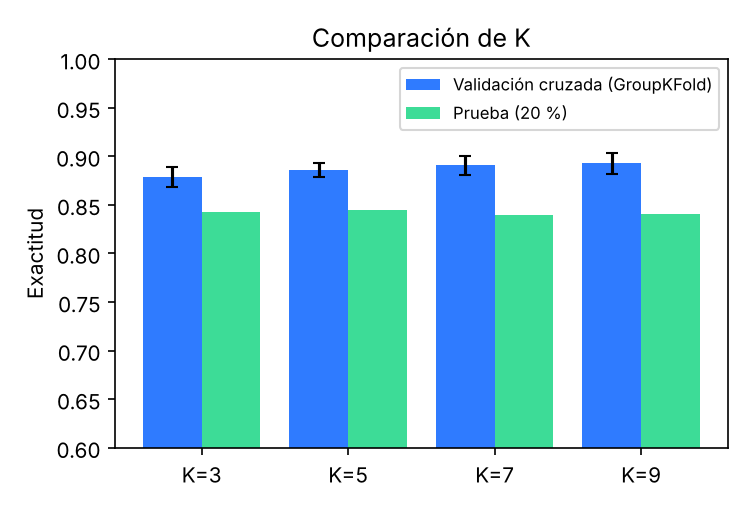 Comparación de K
Validación cruzada (GroupKFold)
Prueba (20 %)
Exactitud
1.00
0.95
0.90
0.85
0.80
0.75
0.70
0.65
0.60
K=3
K=5
K=7
K=9